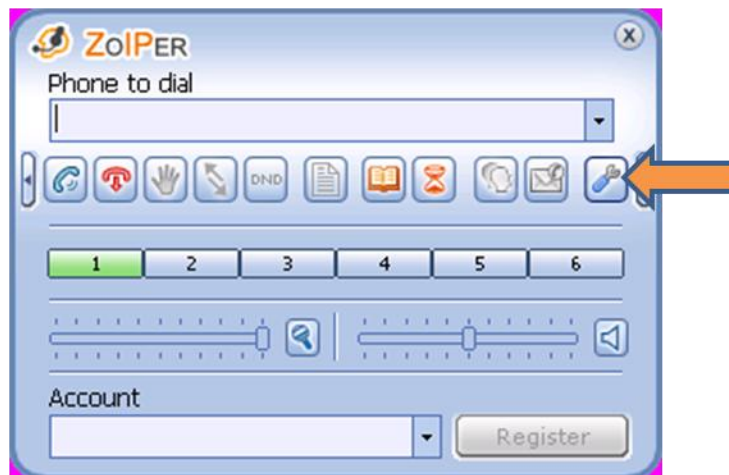 ZoIPER
Phone to dial
DND
1 2 3 4 5 6
Account
Register